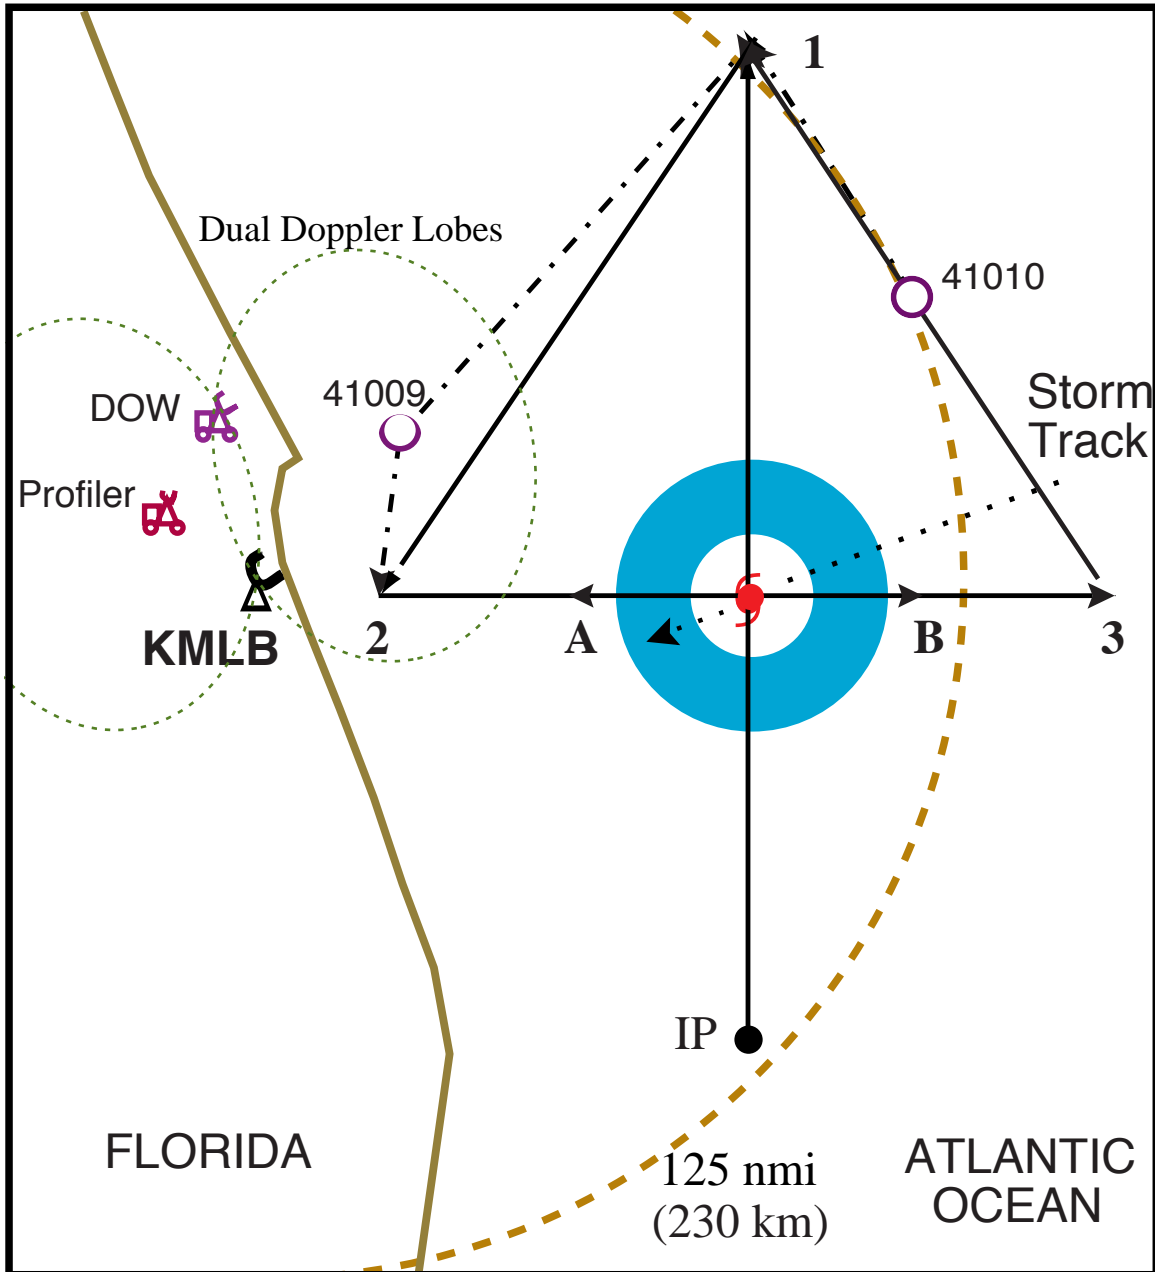 1
Dual Doppler Lobes
41010
41009
DOW
Storm
Track
Profiler
KMLB
2
A
B
3
IP
FLORIDA
125 nmi
(230 km)
ATLANTIC
OCEAN